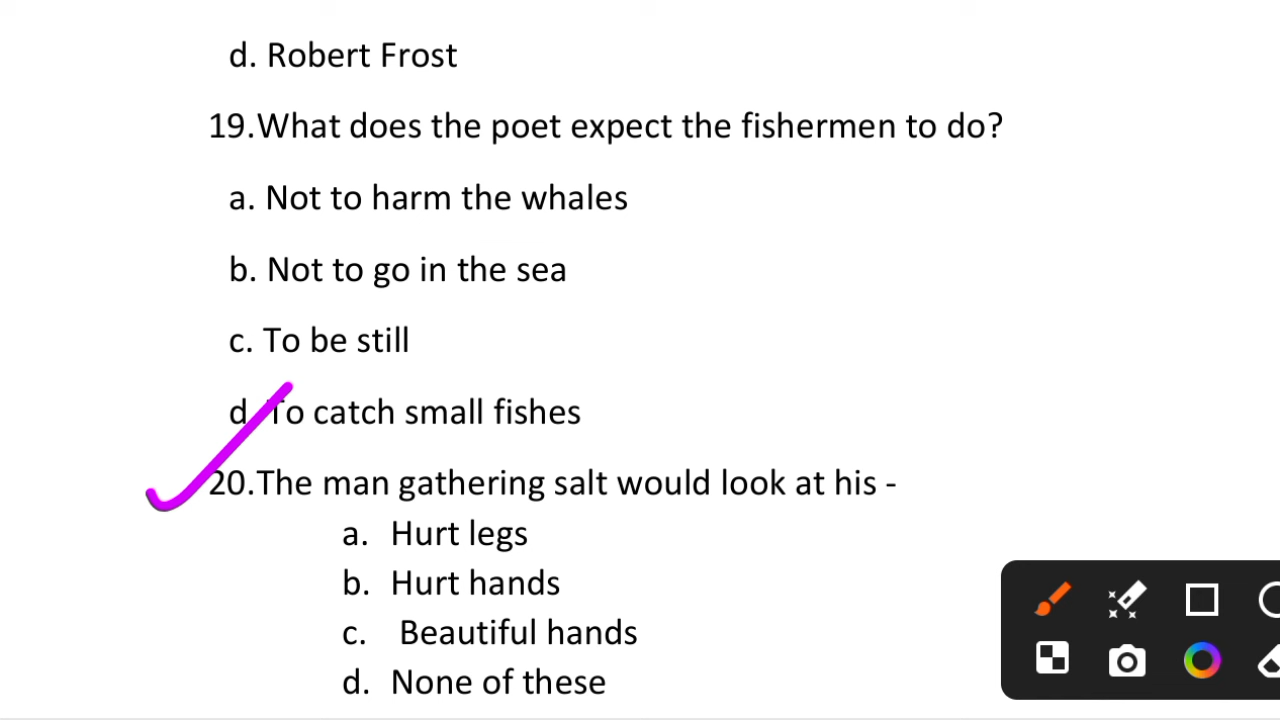 d. Robert Frost
19.What does the poet expect the fishermen to do?
a. Not to harm the whales
b. Not to go in the sea
c. To be still
d. To catch small fishes
20.The man gathering salt would look at his -
a. Hurt legs
b. Hurt hands
c. Beautiful hands
d. None of these